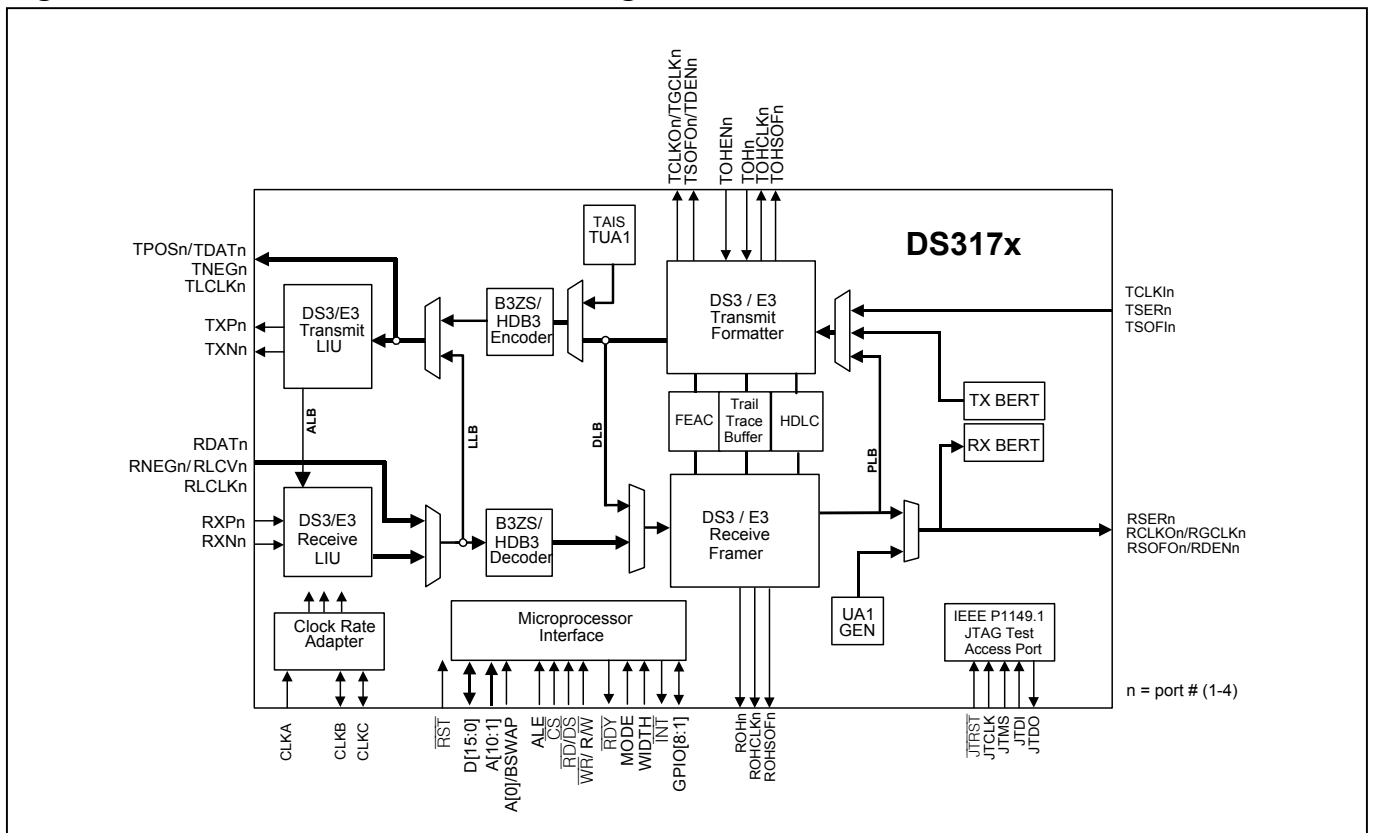 TCLKOn/TGCLKn
TSOFOn/TDENn
TOHENn
TOHn
TOHCLKn
TOHSOFn
DS317x
TAIS
TUA1
TPOSn/TDATn
TNEGn
TLCLKn
TXPn
TXNn
DS3/E3
Transmit
LIU
B3ZS/
HDB3
Encoder
DS3 / E3
Transmit
Formatter
TCLKIn
TSERn
TSOFIn
TX BERT
RX BERT
FEAC
Trail
Trace
Buffer
HDLC
ALB
LLB
DLB
PLB
RDATn
RNEGn/ RLCVn
RLCLKn
RXPn
RXNn
DS3/E3
Receive
LIU
B3ZS/
HDB3
Decoder
DS3 / E3
Receive
Framer
RSERn
RCLKOn/RGCLKn
RSOFOn/RDENn
UA1
GEN
Clock Rate
Adapter
Microprocessor
Interface
IEEE P1149.1
JTAG Test
Access Port
n = port # (1-4)
CLKA
CLKB
CLKC
RST
D[15:0]
A[10:1]
A[0]/BSWAP
ALE
CS
RD/DS
WR/ R/W
RDY
MODE
WIDTH
INT
GPIO[8:1]
ROHn
ROHCLKn
ROHSOFn
JTRST
JTCLK
JTMS
JTDI
JTDO